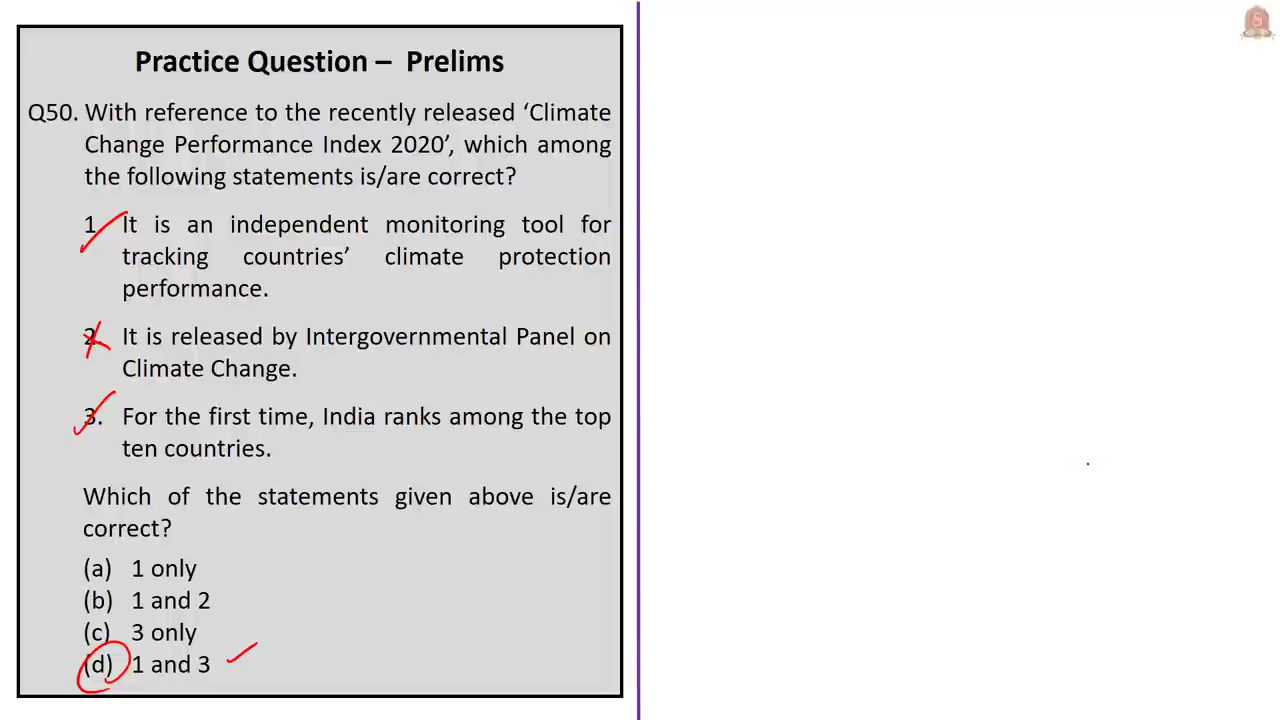 Practice Question – Prelims
Q50. With reference to the recently released ‘Climate
Change Performance Index 2020’, which among
the following statements is/are correct?
1. It is an independent monitoring tool for
tracking countries’ climate protection
performance.
2. It is released by Intergovernmental Panel on
Climate Change.
3. For the first time, India ranks among the top
ten countries.
Which of the statements given above is/are
correct?
(a) 1 only
(b) 1 and 2
(c) 3 only
(d) 1 and 3